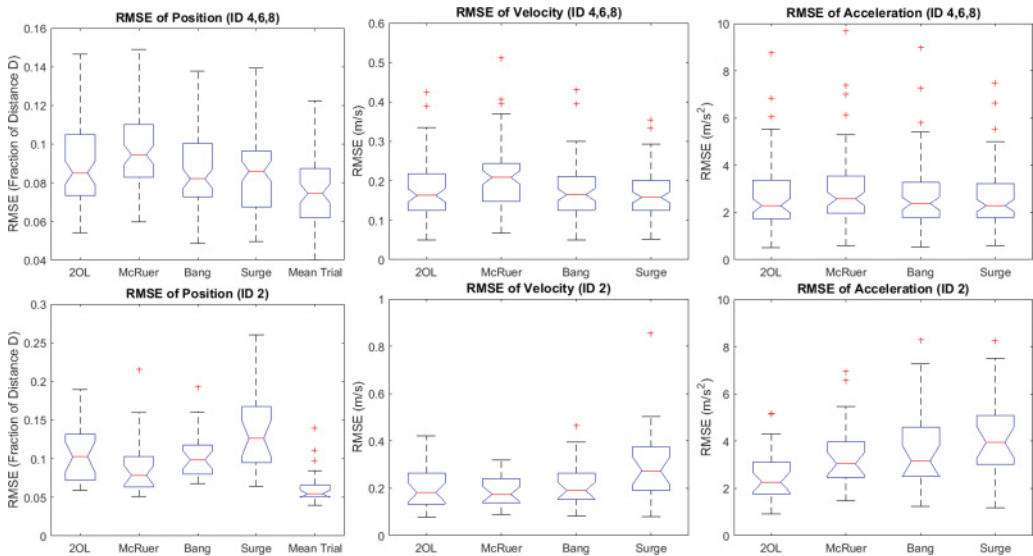 RMSE of Position (ID 4,6,8)
RMSE (Fraction of Distance D)
0.16
0.14
0.12
0.1
0.08
0.06
0.04
2OL McRuer Bang Surge Mean Trial
RMSE of Velocity (ID 4,6,8)
RMSE (m/s)
0.6
0.5
0.4
0.3
0.2
0.1
0
2OL McRuer Bang Surge
RMSE of Acceleration (ID 4,6,8)
RMSE (m/s²)
10
8
6
4
2
0
2OL McRuer Bang Surge
RMSE of Position (ID 2)
RMSE (Fraction of Distance D)
0.3
0.25
0.2
0.15
0.1
0.05
0
2OL McRuer Bang Surge Mean Trial
RMSE of Velocity (ID 2)
RMSE (m/s)
1
0.8
0.6
0.4
0.2
0
2OL McRuer Bang Surge
RMSE of Acceleration (ID 2)
RMSE (m/s²)
10
8
6
4
2
0
2OL McRuer Bang Surge